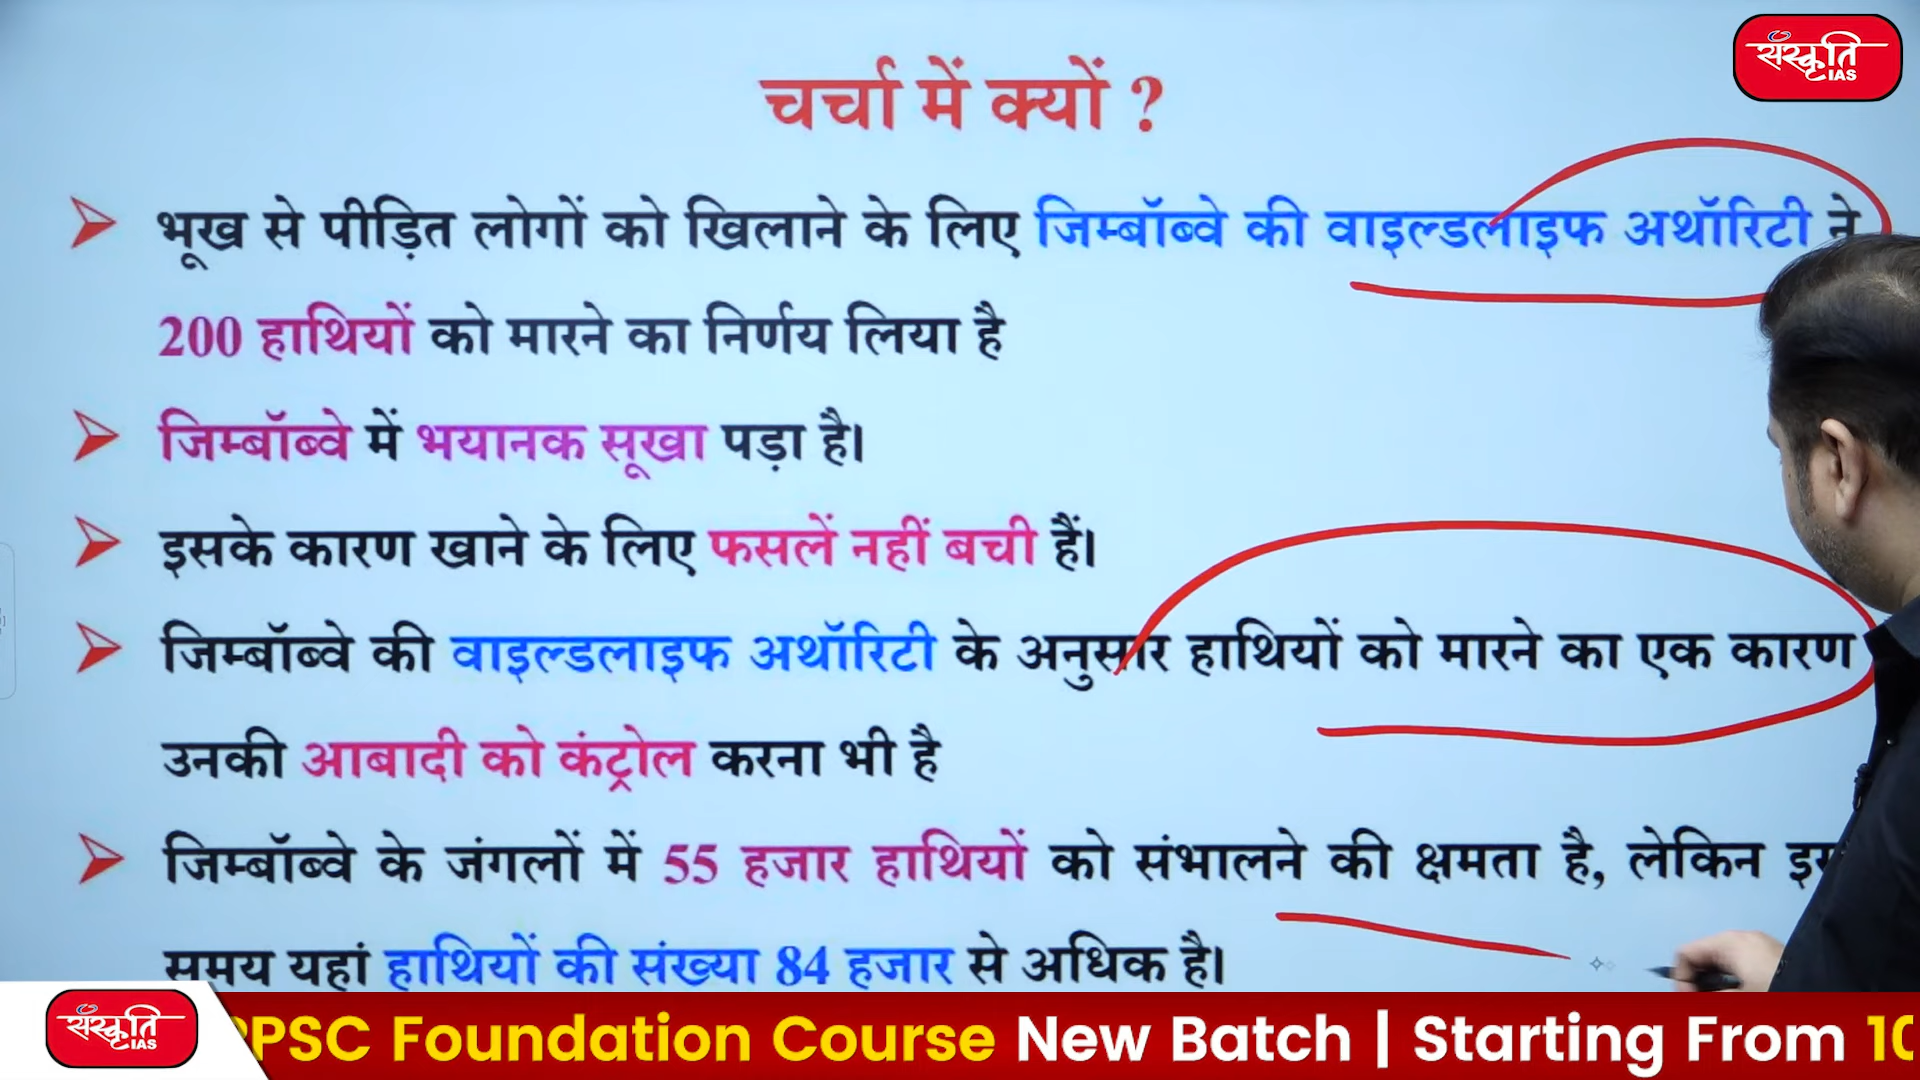 संस्कृति
IAS
चर्चा में क्यों ?
भूख से पीड़ित लोगों को खिलाने के लिए जिम्बॉब्वे की वाइल्डलाइफ अथॉरिटी ने
200 हाथियों को मारने का निर्णय लिया है
जिम्बॉब्वे में भयानक सूखा पड़ा है।
इसके कारण खाने के लिए फसलें नहीं बची हैं।
जिम्बॉब्वे की वाइल्डलाइफ अथॉरिटी के अनुसार हाथियों को मारने का एक कारण
उनकी आबादी को कंट्रोल करना भी है
जिम्बॉब्वे के जंगलों में 55 हजार हाथियों को संभालने की क्षमता है, लेकिन
समय यहां हाथियों की संख्या 84 हजार से अधिक है।
संस्कृति
IAS
PSC Foundation Course New Batch | Starting From 10